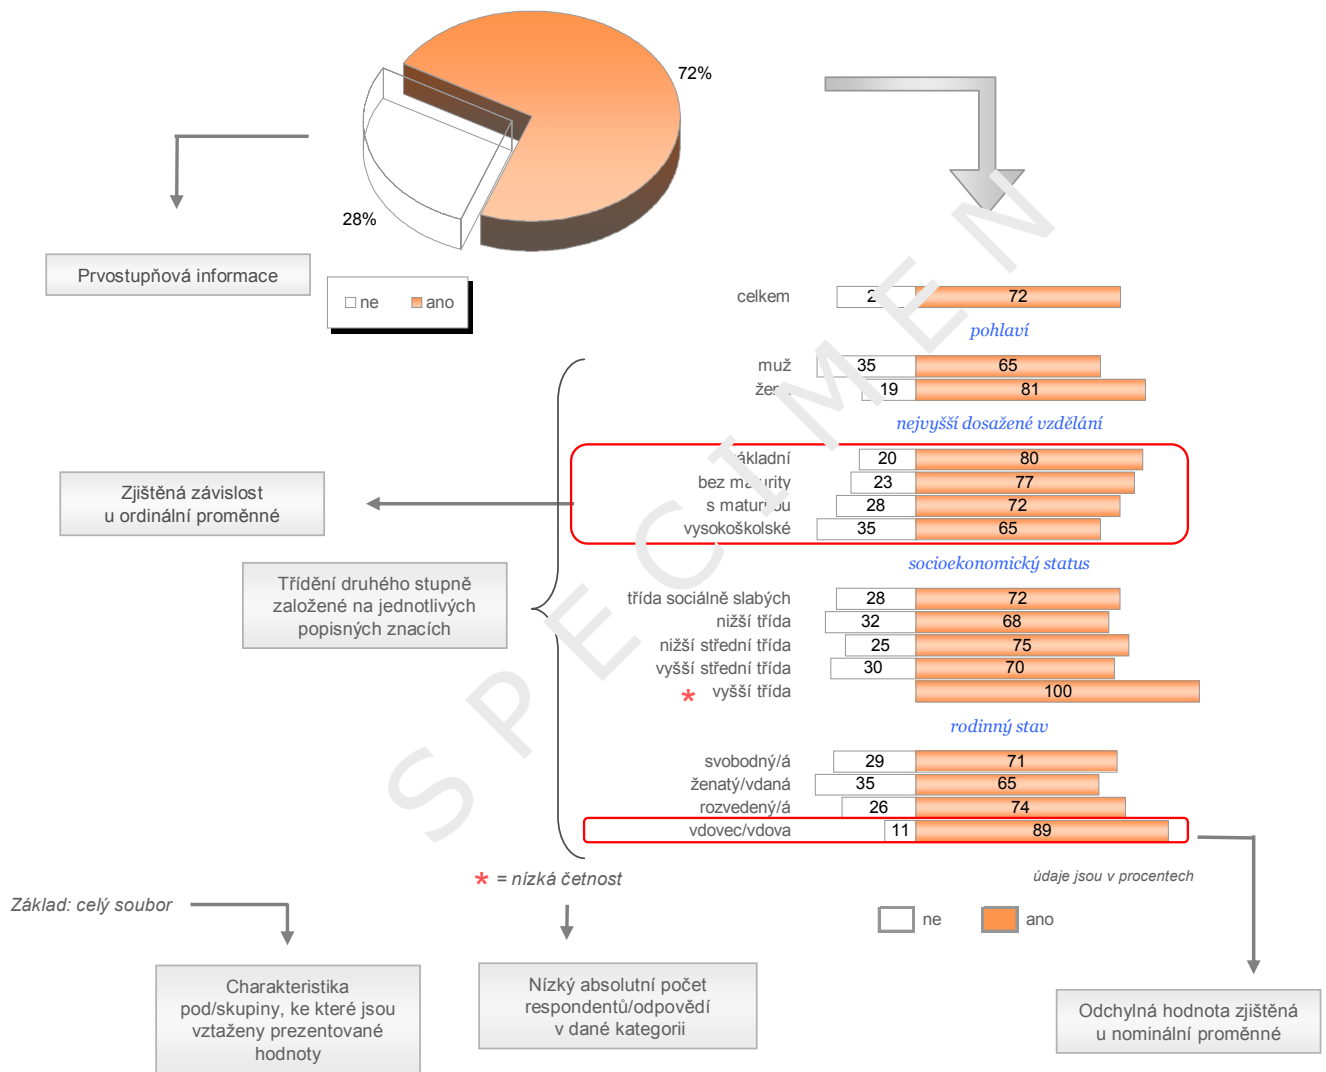 72%
28%
Prvostupňová informace
ne ano
celkem 72
pohlaví
muž 35 65
19 81
nejvyšší dosažené vzdělání
20 80
bez maturity 23 77
s maturitou 28 72
vysokoškolské 35 65
Zjištěná závislost
u ordinální proměnné
socioekonomický status
Třídění druhého stupně
založené na jednotlivých
popisných znacích
třída sociálně slabých 28 72
nižší třída 32 68
nižší střední třída 25 75
vyšší střední třída 30 70
* vyšší třída 100
rodinný stav
svobodný/á 29 71
ženatý/vdaná 35 65
rozvedený/á 26 74
vdovec/vdova 11 89
SPECIMEN
* = nízká četnost
údaje jsou v procentech
Základ: celý soubor
ne ano
Charakteristika
pod/skupiny, ke které jsou
vztaženy prezentované
hodnoty
Nízký absolutní počet
respondentů/odpovědí
v dané kategorii
Odchylná hodnota zjištěná
u nominální proměnné